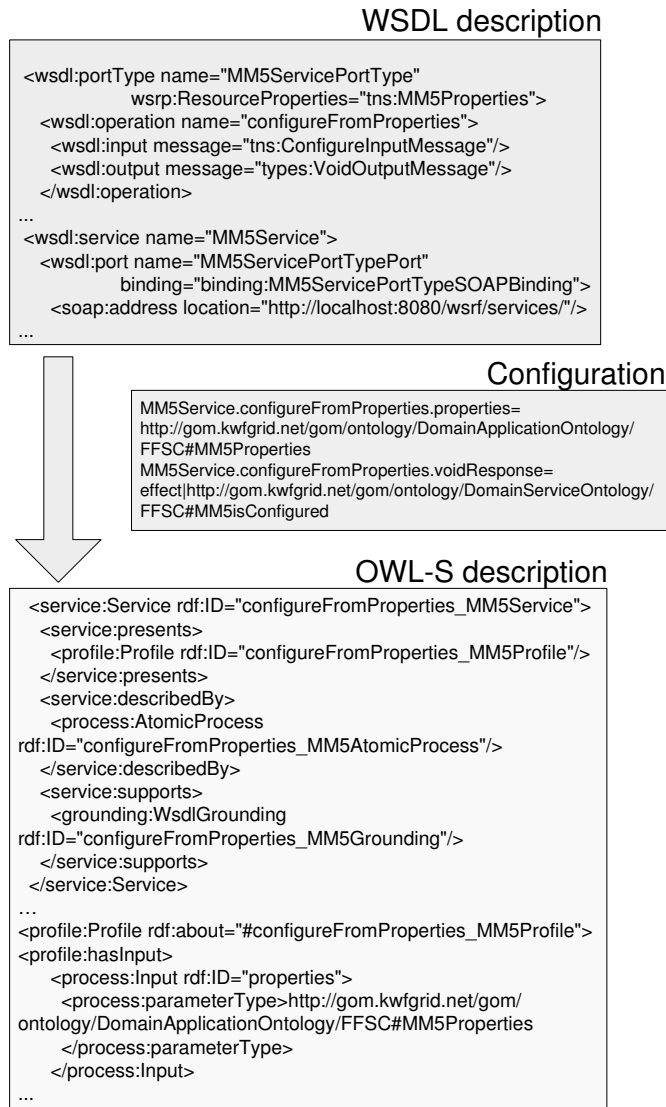 WSDL description
<wsdl:portType name="MM5ServicePortType"
wsrp:ResourceProperties="tns:MM5Properties">
<wsdl:operation name="configureFromProperties">
<wsdl:input message="tns:ConfigureInputMessage"/>
<wsdl:output message="types:VoidOutputMessage"/>
</wsdl:operation>
...
<wsdl:service name="MM5Service">
<wsdl:port name="MM5ServicePortTypePort"
binding="binding:MM5ServicePortTypeSOAPBinding">
<soap:address location="http://localhost:8080/wsrf/services/"/>
...
Configuration
MM5Service.configureFromProperties.properties=
http://gom.kwfgrid.net/gom/ontology/DomainApplicationOntology/
FFSC#MM5Properties
MM5Service.configureFromProperties.voidResponse=
effect|http://gom.kwfgrid.net/gom/ontology/DomainServiceOntology/
FFSC#MM5isConfigured
OWL-S description
<service:Service rdf:ID="configureFromProperties_MM5Service">
<service:presents>
<profile:Profile rdf:ID="configureFromProperties_MM5Profile"/>
</service:presents>
<service:describedBy>
<process:AtomicProcess
rdf:ID="configureFromProperties_MM5AtomicProcess"/>
</service:describedBy>
<service:supports>
<grounding:WsdlGrounding
rdf:ID="configureFromProperties_MM5Grounding"/>
</service:supports>
</service:Service>
…
<profile:Profile rdf:about="#configureFromProperties_MM5Profile">
<profile:hasInput>
<process:Input rdf:ID="properties">
<process:parameterType>http://gom.kwfgrid.net/gom/
ontology/DomainApplicationOntology/FFSC#MM5Properties
</process:parameterType>
</process:Input>
...